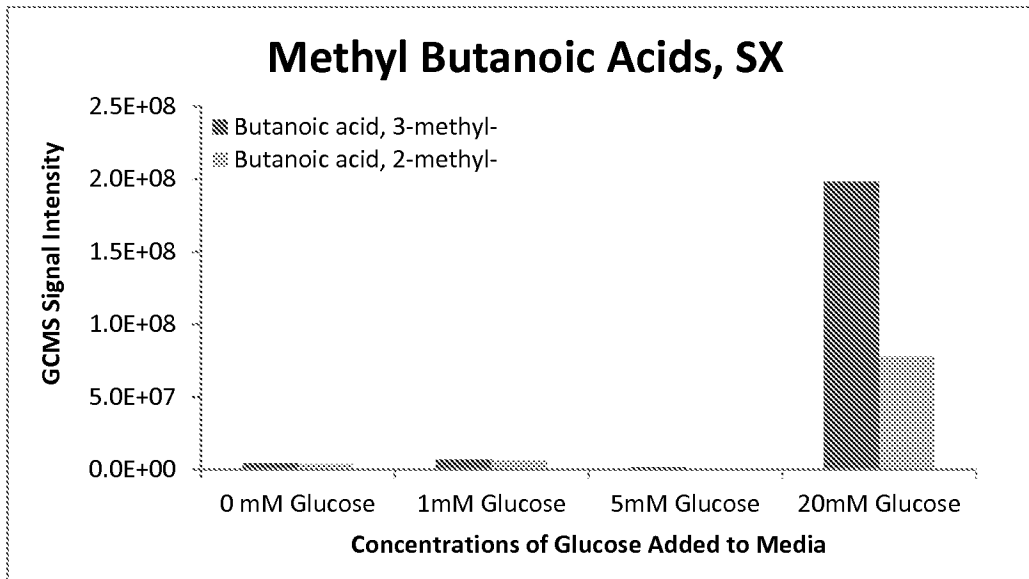 Methyl Butanoic Acids, SX
2.5E+08
Butanoic acid, 3-methyl-
Butanoic acid, 2-methyl-
2.0E+08
1.5E+08
1.0E+08
5.0E+07
0.0E+00
GCMS Signal Intensity
0 mM Glucose
1mM Glucose
5mM Glucose
20mM Glucose
Concentrations of Glucose Added to Media